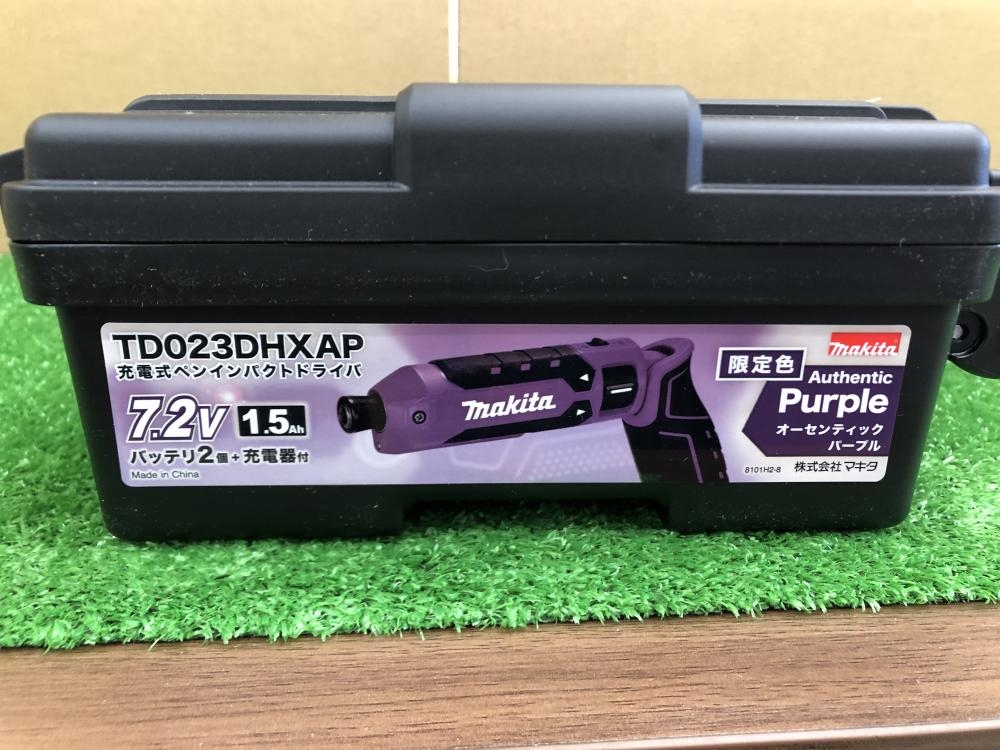 TD023DHXAP
充電式ペンインパクトドライバ
7.2V 1.5Ah
バッテリ2個+充電器付
Made in China
makita
限定色
makita
Authentic
Purple
オーセンティック
パープル
8101H2-8 株式会社マキタ